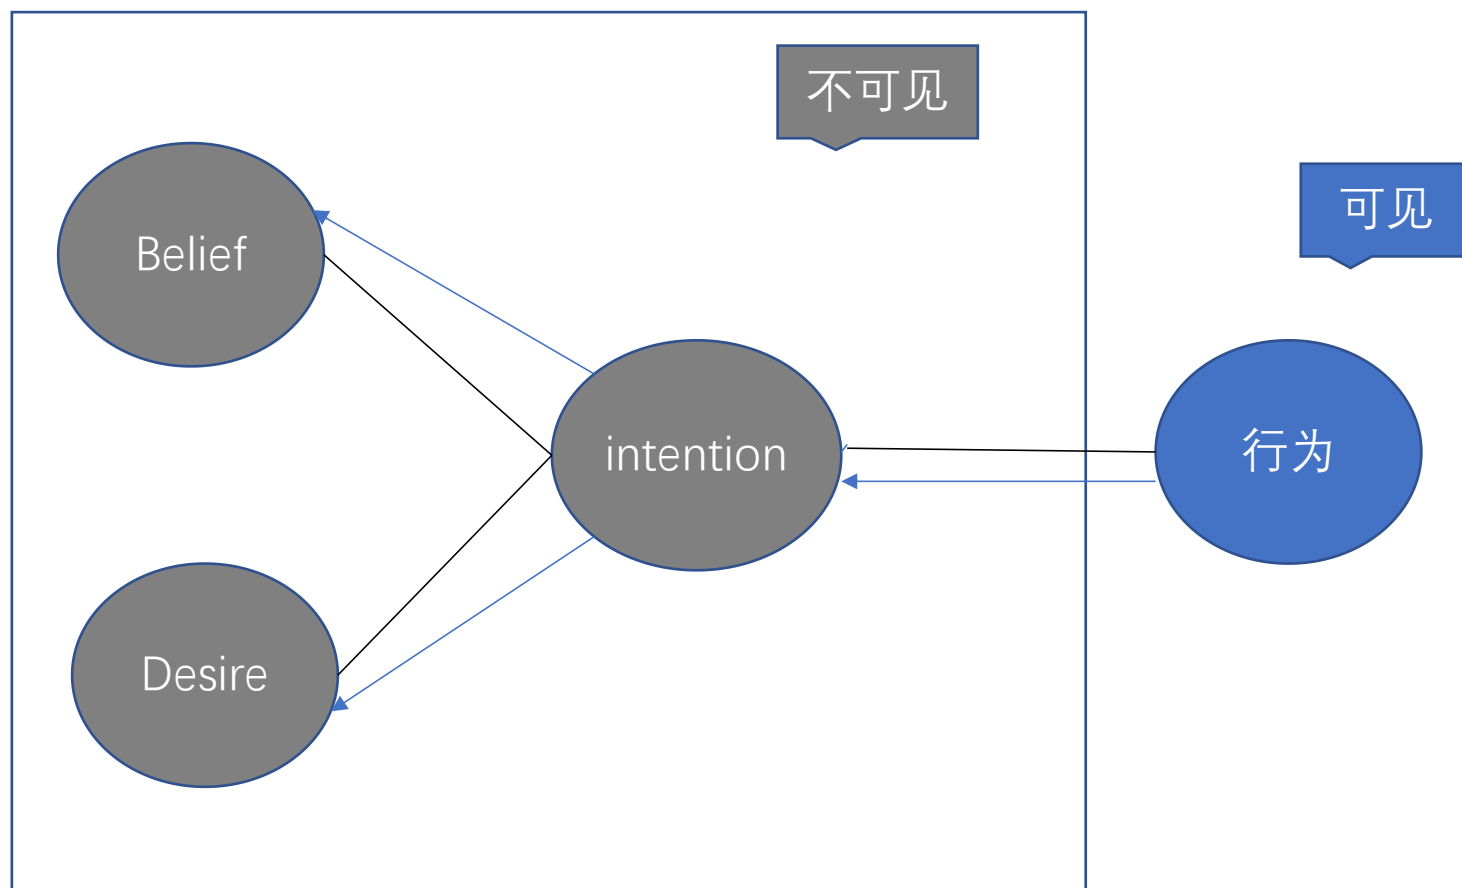 不可见
可见
Belief
intention
行为
Desire